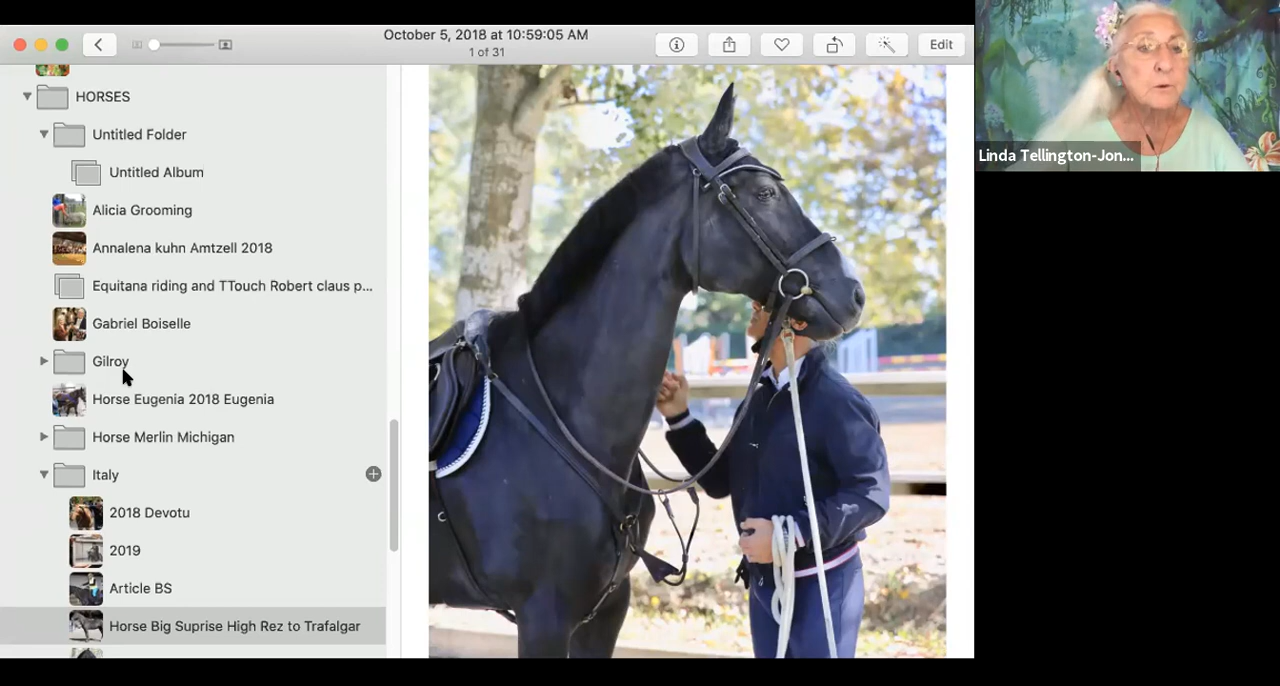 October 5, 2018 at 10:59:05 AM
1 of 31
Edit
HORSES
Untitled Folder
Untitled Album
Alicia Grooming
Annalena kuhn Amtzell 2018
Equitana riding and TTouch Robert claus p...
Gabriel Boiselle
Gilroy
Horse Eugenia 2018 Eugenia
Horse Merlin Michigan
Italy
2018 Devotu
2019
Article BS
Horse Big Suprise High Rez to Trafalgar
Linda Tellington-Jon...